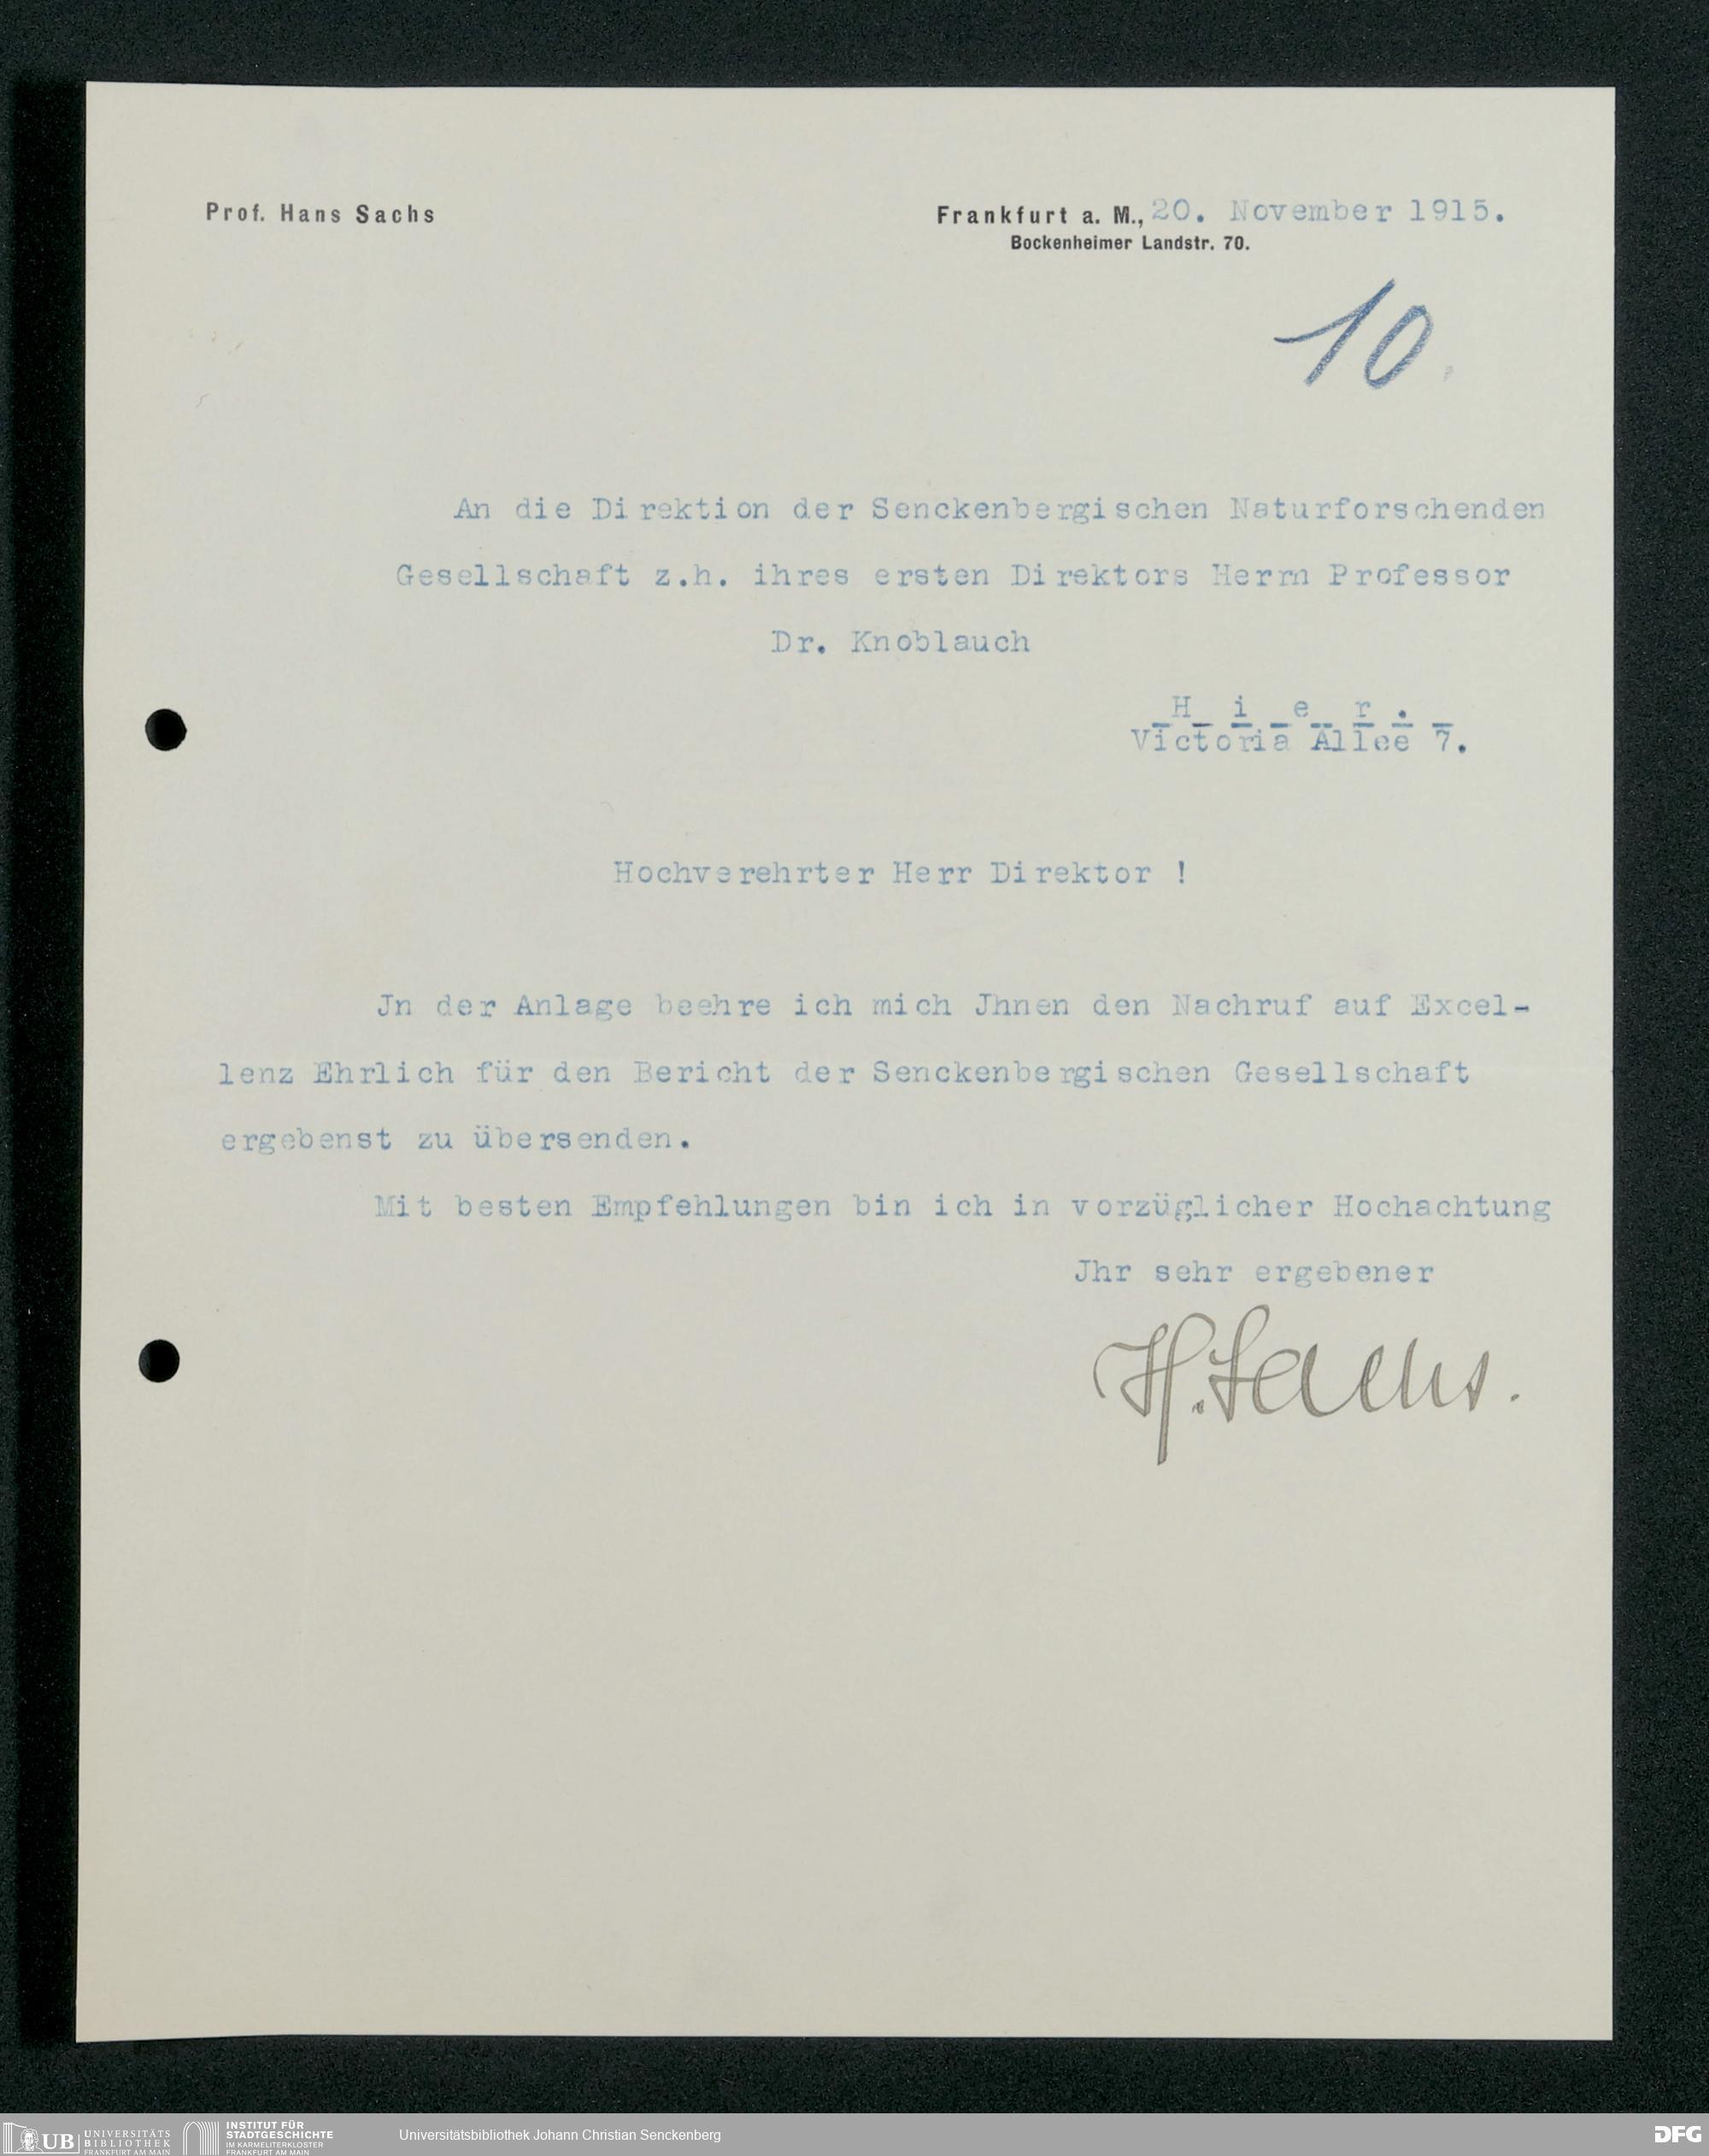 Prof. Hans Sachs
Frankfurt a. M., 20. November 1915.
Bockenheimer Landstr. 70.
10.
An die Direktion der Senckenbergischen Naturforschenden
Gesellschaft z.h. ihres ersten Direktors Herrn Professor
Dr. Knoblauch
H i e r .
Victoria Allee 7.
Hochverehrter Herr Direktor !
Jn der Anlage beehre ich mich Jhnen den Nachruf auf Excel-
lenz Ehrlich für den Bericht der Senckenbergischen Gesellschaft
ergebenst zu übersenden.
Mit besten Empfehlungen bin ich in vorzüglicher Hochachtung
Jhr sehr ergebener
H. Sachs.
UB UNIVERSITÄTS
BIBLIOTHEK
FRANKFURT AM MAIN
INSTITUT FÜR
STADTGESCHICHTE
IM KARMELITERKLOSTER
FRANKFURT AM MAIN
Universitätsbibliothek Johann Christian Senckenberg
DFG